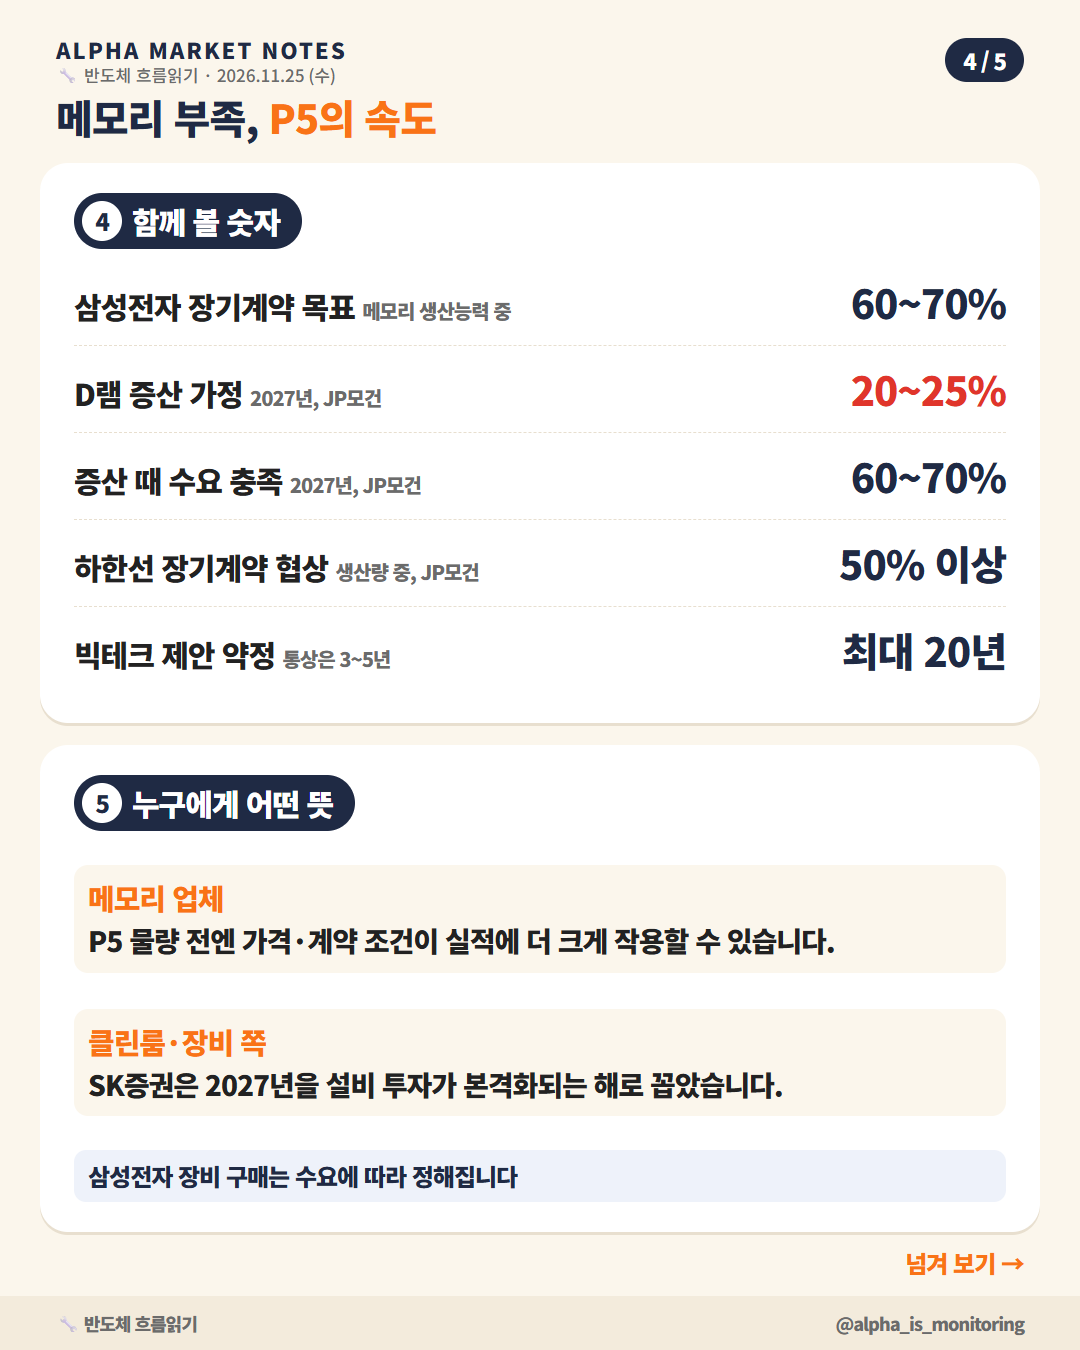 ALPHA MARKET NOTES
🔧 반도체 흐름읽기 · 2026.11.25 (수)
4 / 5
메모리 부족, P5의 속도
4 함께 볼 숫자
삼성전자 장기계약 목표 메모리 생산능력 중 60~70%
D램 증산 가정 2027년, JP모건 20~25%
증산 때 수요 충족 2027년, JP모건 60~70%
하한선 장기계약 협상 생산량 중, JP모건 50% 이상
빅테크 제안 약정 통상은 3~5년 최대 20년
5 누구에게 어떤 뜻
메모리 업체
P5 물량 전엔 가격·계약 조건이 실적에 더 크게 작용할 수 있습니다.
클린룸·장비 쪽
SK증권은 2027년을 설비 투자가 본격화되는 해로 꼽았습니다.
삼성전자 장비 구매는 수요에 따라 정해집니다
넘겨 보기 →
🔧 반도체 흐름읽기
@alpha_is_monitoring